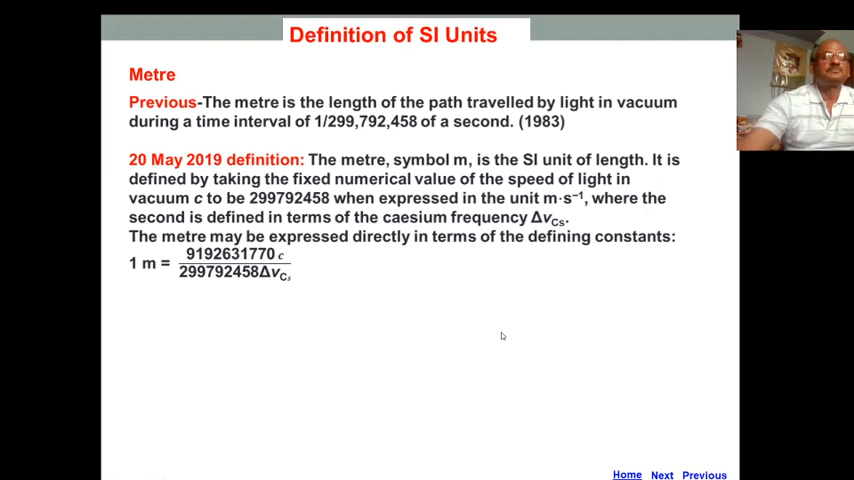 Definition of SI Units
Metre
Previous-The metre is the length of the path travelled by light in vacuum
during a time interval of 1/299,792,458 of a second. (1983)
20 May 2019 definition: The metre, symbol m, is the SI unit of length. It is
defined by taking the fixed numerical value of the speed of light in
vacuum c to be 299792458 when expressed in the unit m·s⁻¹, where the
second is defined in terms of the caesium frequency ΔνCs.
The metre may be expressed directly in terms of the defining constants:
1 m = 9192631770 c
299792458ΔνCs
Home Next Previous